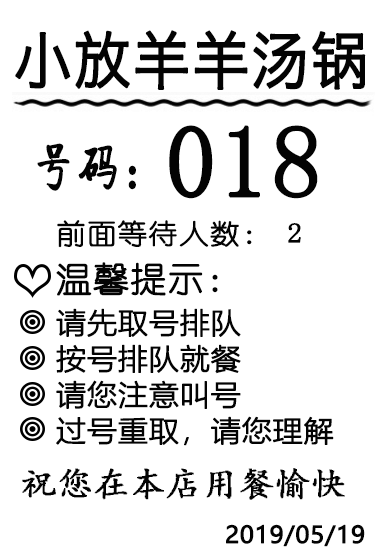 小放羊羊汤锅
号码：018
前面等待人数： 2
温馨提示：
请先取号排队
按号排队就餐
请您注意叫号
过号重取，请您理解
祝您在本店用餐愉快
2019/05/19